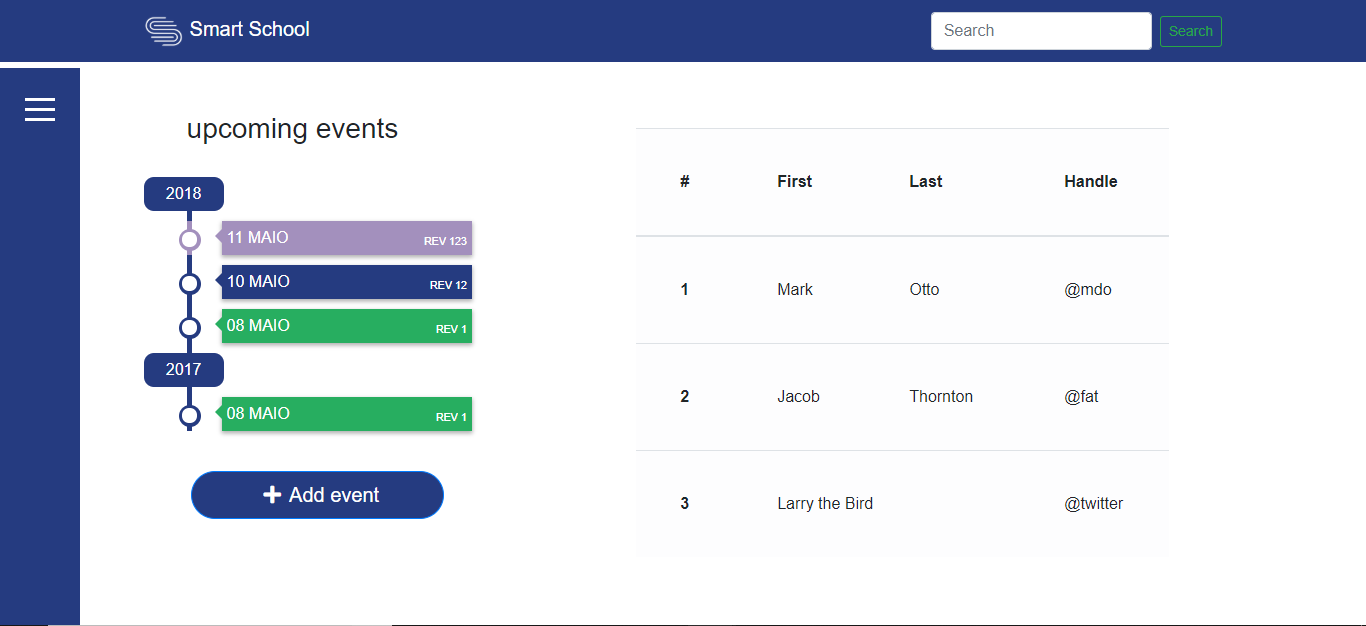 Smart School
Search Search
upcoming events
2018
11 MAIO REV 123
10 MAIO REV 12
08 MAIO REV 1
2017
08 MAIO REV 1
Add event
# First Last Handle
1 Mark Otto @mdo
2 Jacob Thornton @fat
3 Larry the Bird @twitter